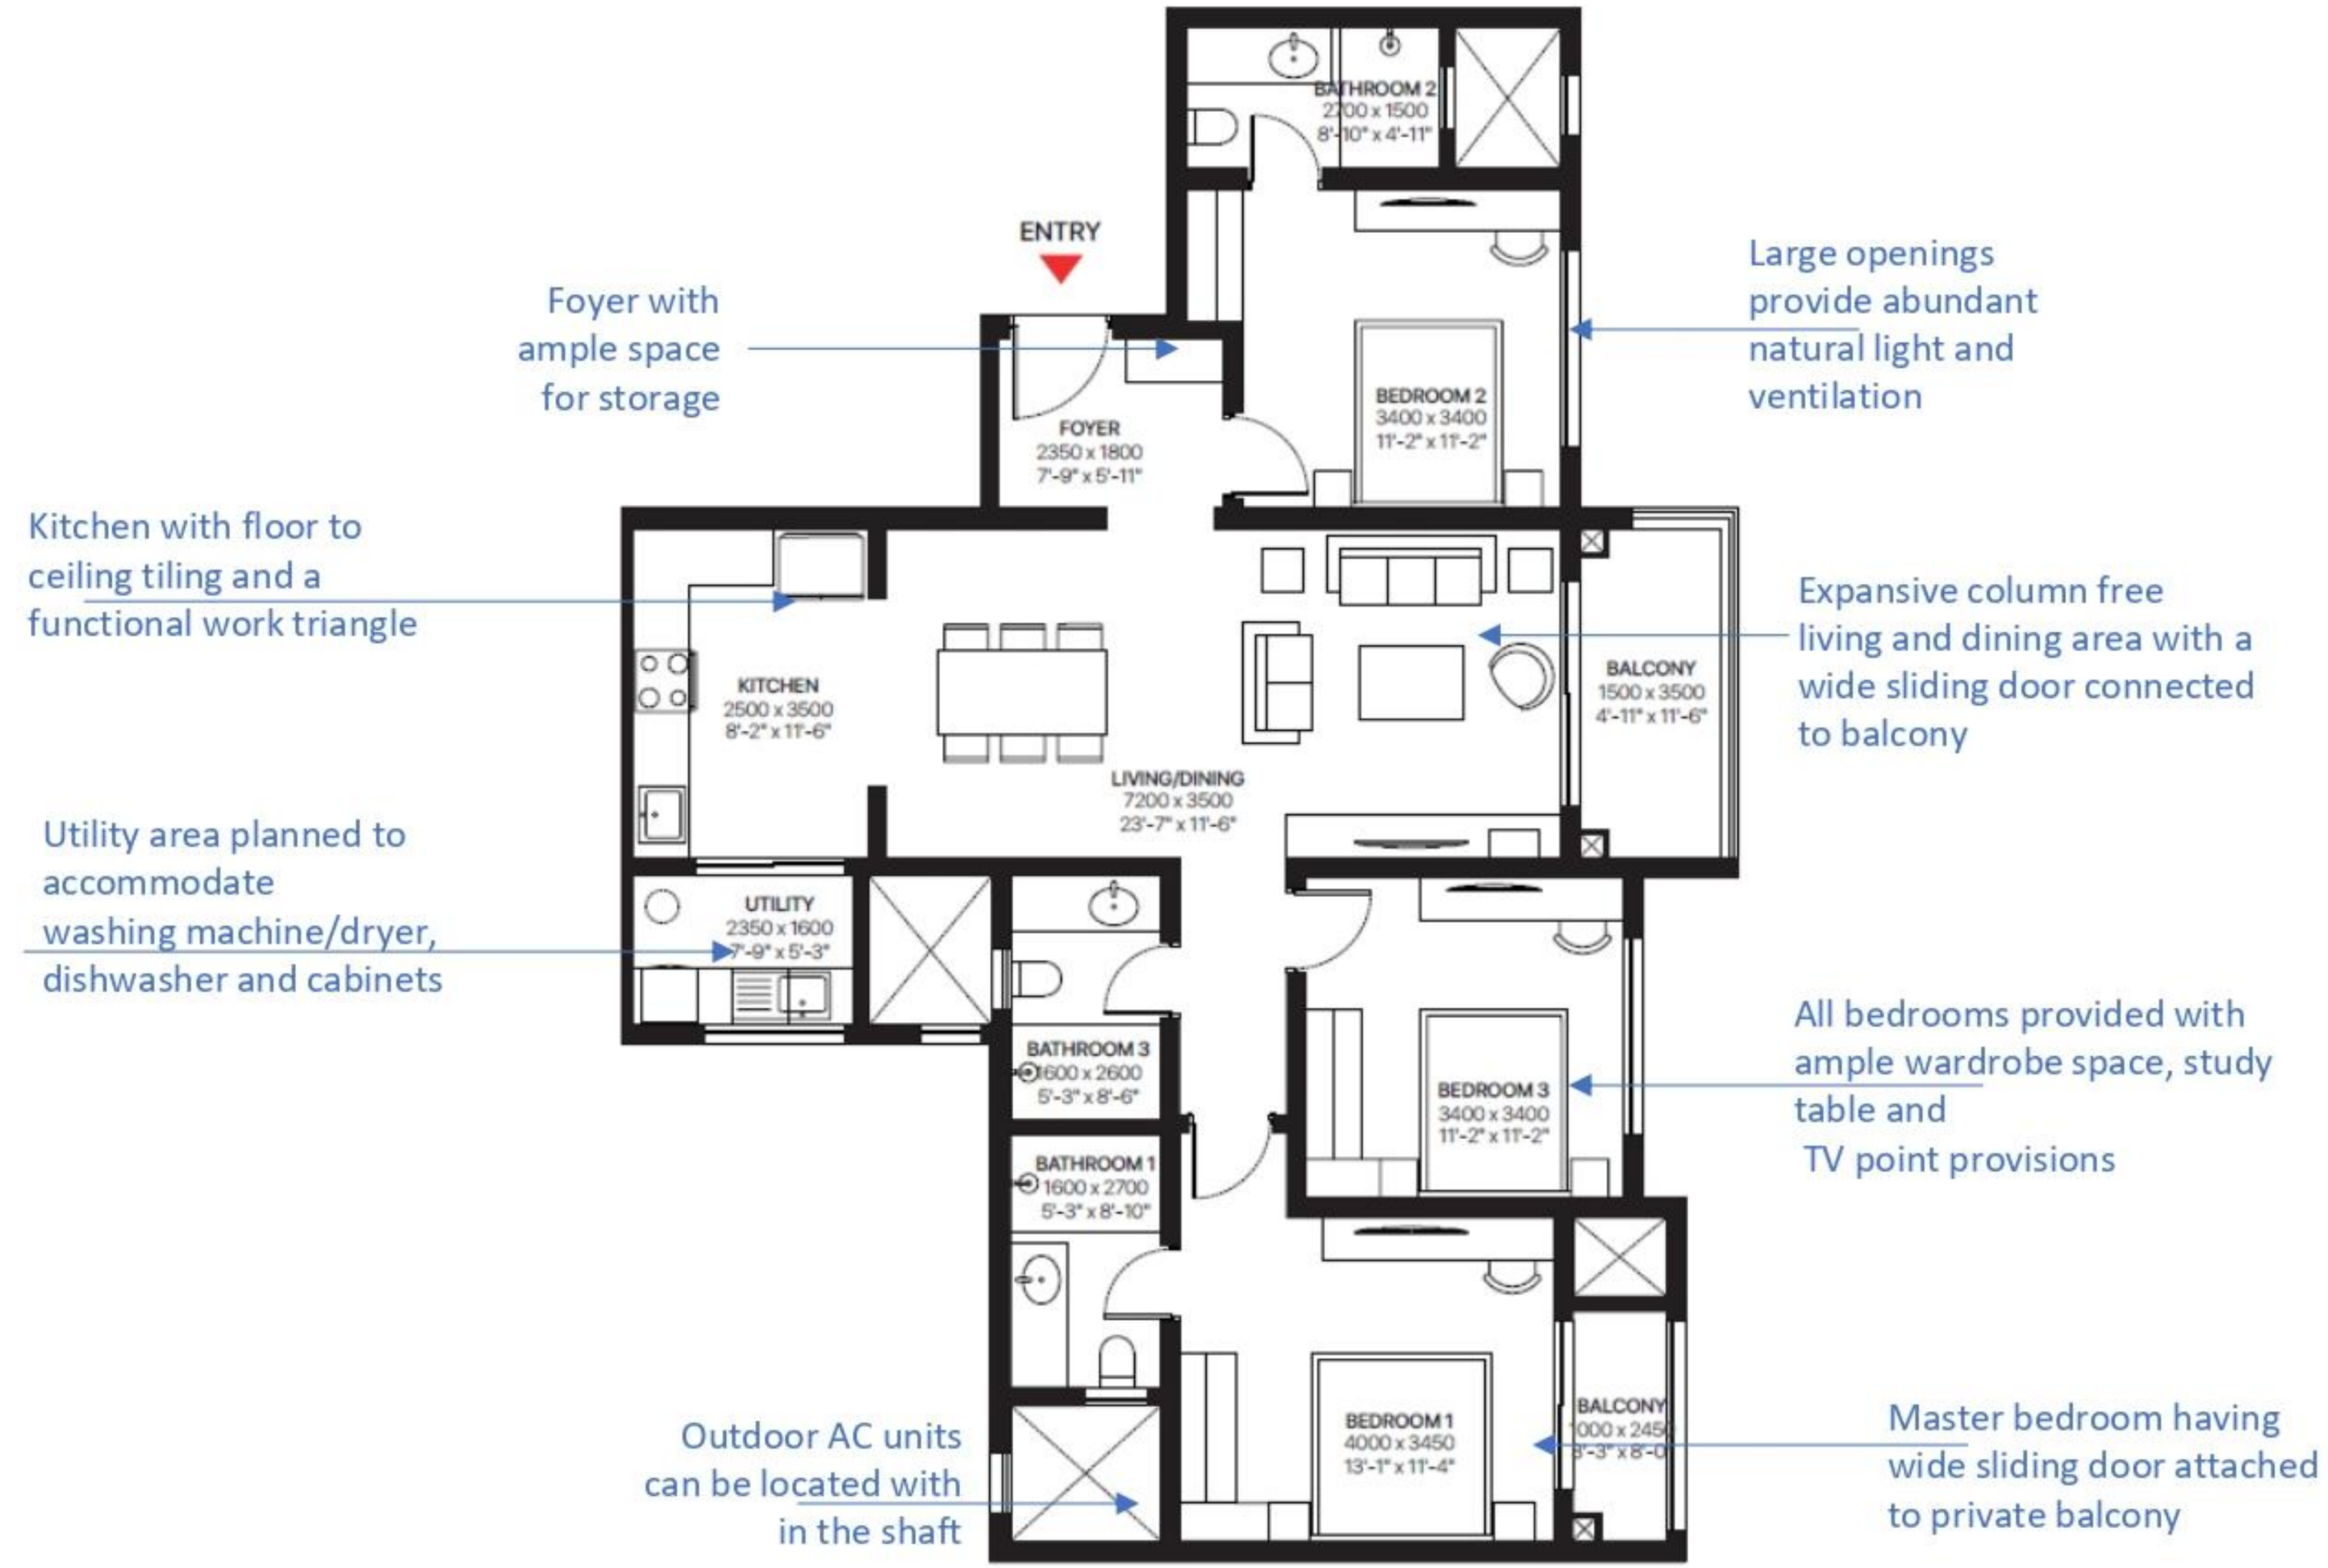 BATHROOM 2
2700 x 1500
8'-10" x 4'-11"
ENTRY
Foyer with
ample space
for storage
Large openings
provide abundant
natural light and
ventilation
BEDROOM 2
3400 x 3400
11'-2" x 11'-2"
FOYER
2350 x 1800
7'-9" x 5'-11"
Kitchen with floor to
ceiling tiling and a
functional work triangle
Expansive column free
living and dining area with a
wide sliding door connected
to balcony
BALCONY
1500 x 3500
4'-11" x 11'-6"
KITCHEN
2500 x 3500
8'-2" x 11'-6"
LIVING/DINING
7200 x 3500
23'-7" x 11'-6"
Utility area planned to
accommodate
washing machine/dryer,
dishwasher and cabinets
UTILITY
2350 x 1600
7'-9" x 5'-3"
BATHROOM 3
1600 x 2600
5'-3" x 8'-6"
BEDROOM 3
3400 x 3400
11'-2" x 11'-2"
All bedrooms provided with
ample wardrobe space, study
table and
TV point provisions
BATHROOM 1
1600 x 2700
5'-3" x 8'-10"
BEDROOM 1
4000 x 3450
13'-1" x 11'-4"
BALCONY
000 x 245
3'-3" x 8'-0
Outdoor AC units
can be located with
in the shaft
Master bedroom having
wide sliding door attached
to private balcony